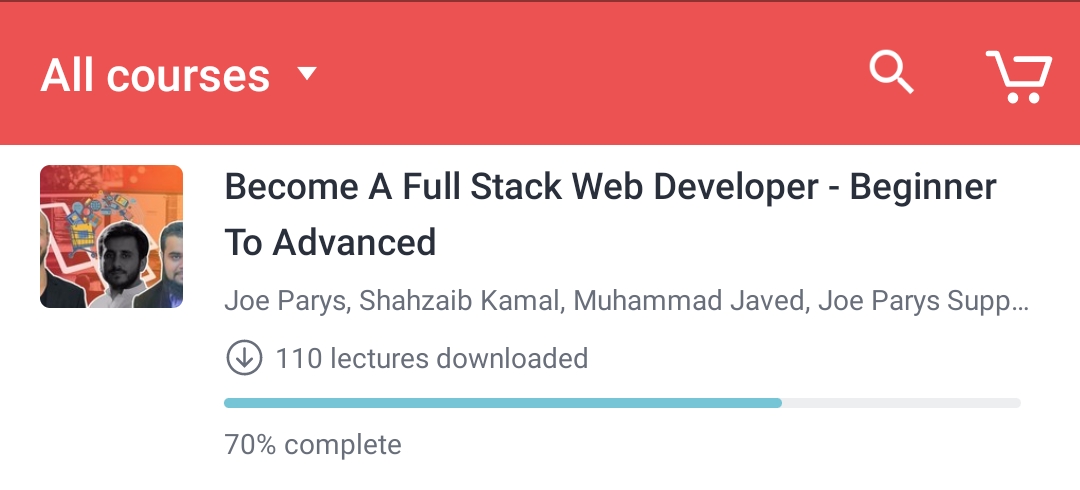 All courses
Become A Full Stack Web Developer - Beginner
To Advanced
Joe Parys, Shahzaib Kamal, Muhammad Javed, Joe Parys Supp...
110 lectures downloaded
70% complete